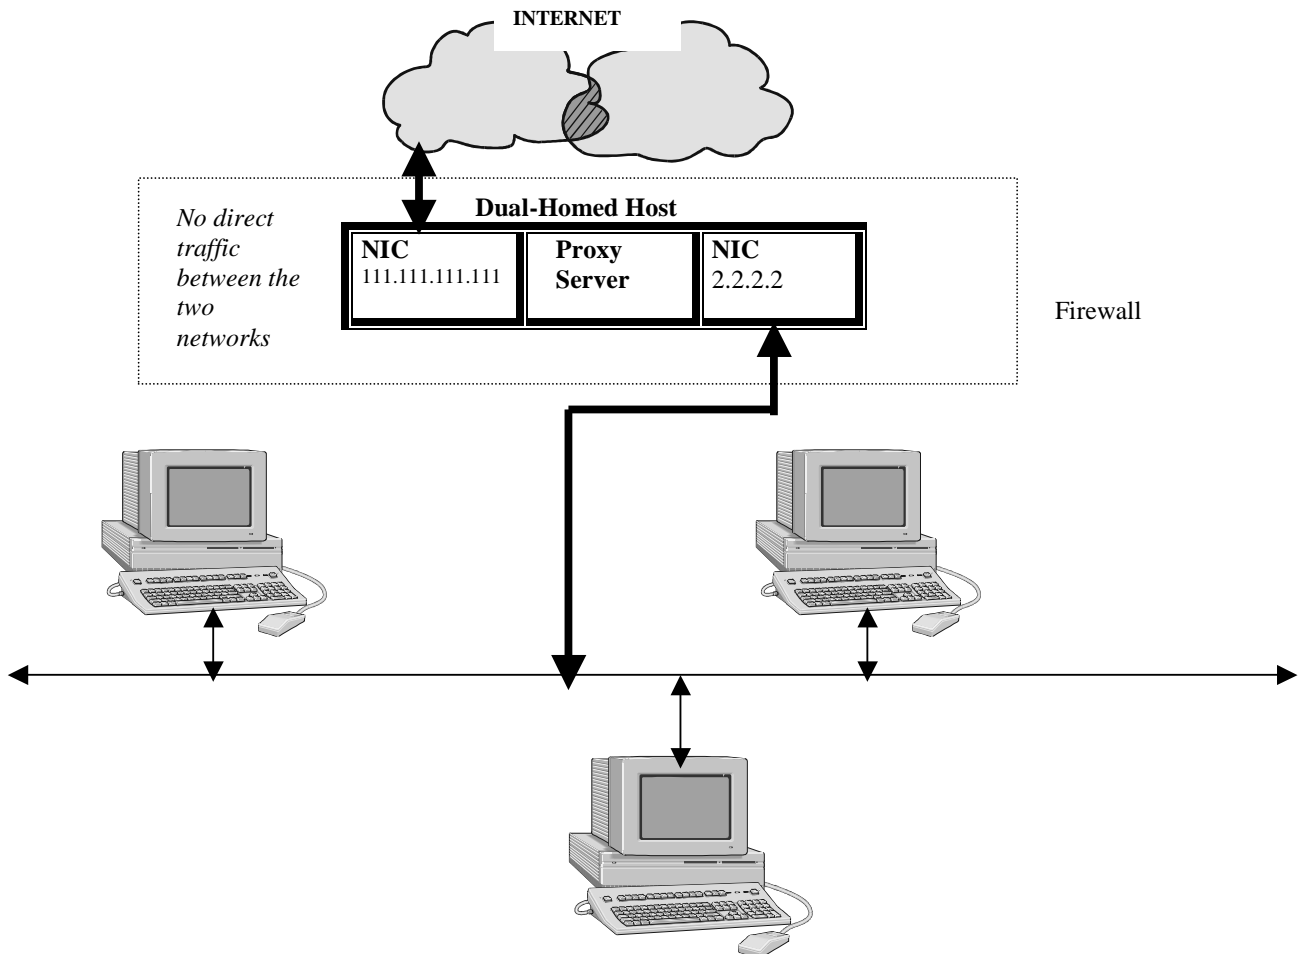 INTERNET
No direct
traffic
between the
two
networks
Dual-Homed Host
NIC
111.111.111.111
Proxy
Server
NIC
2.2.2.2
Firewall